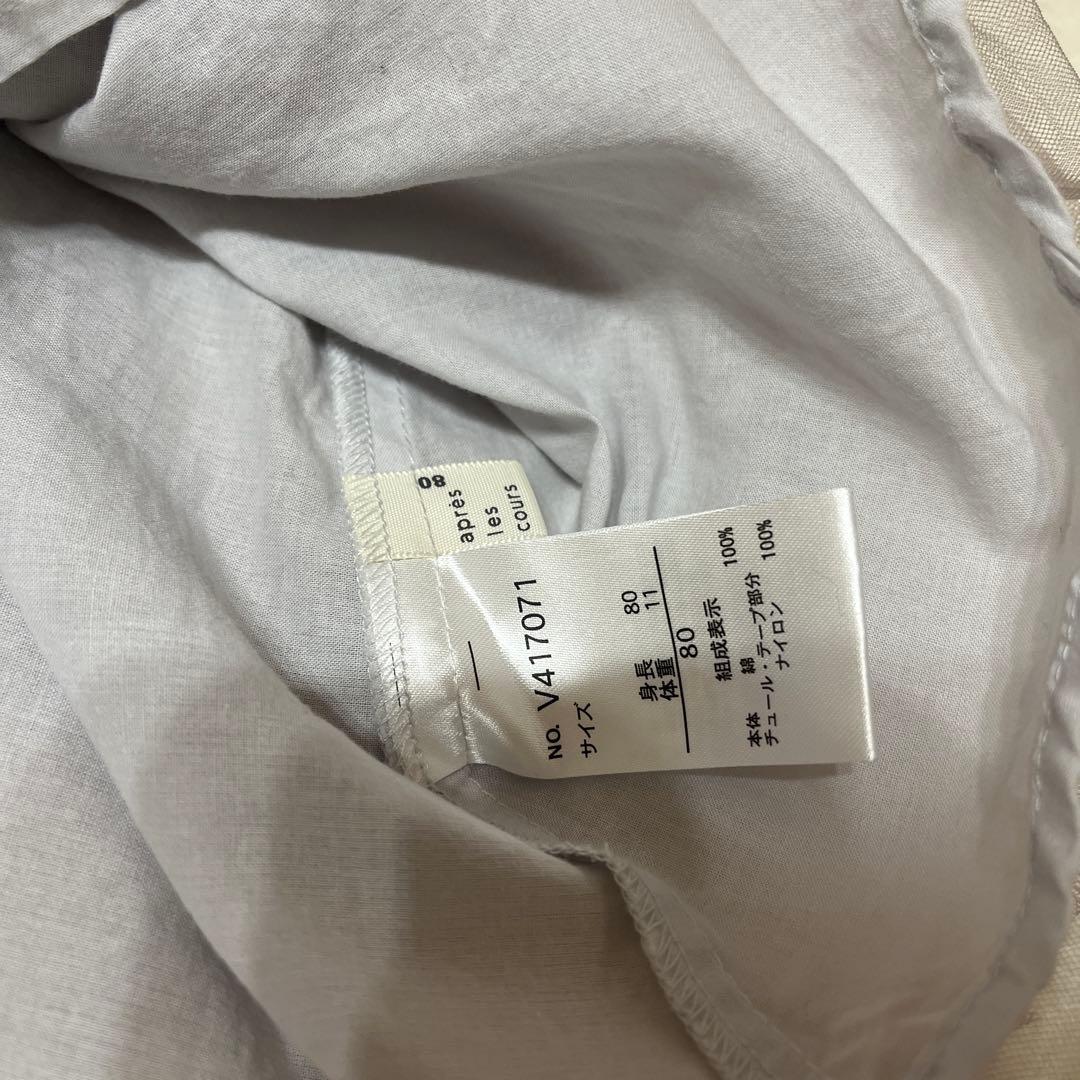 80
après
les
cours
NO. V417071
サイズ
身長 80
体重 11
80
組成表示
本体
綿 100%
チュール・テープ部分
ナイロン 100%